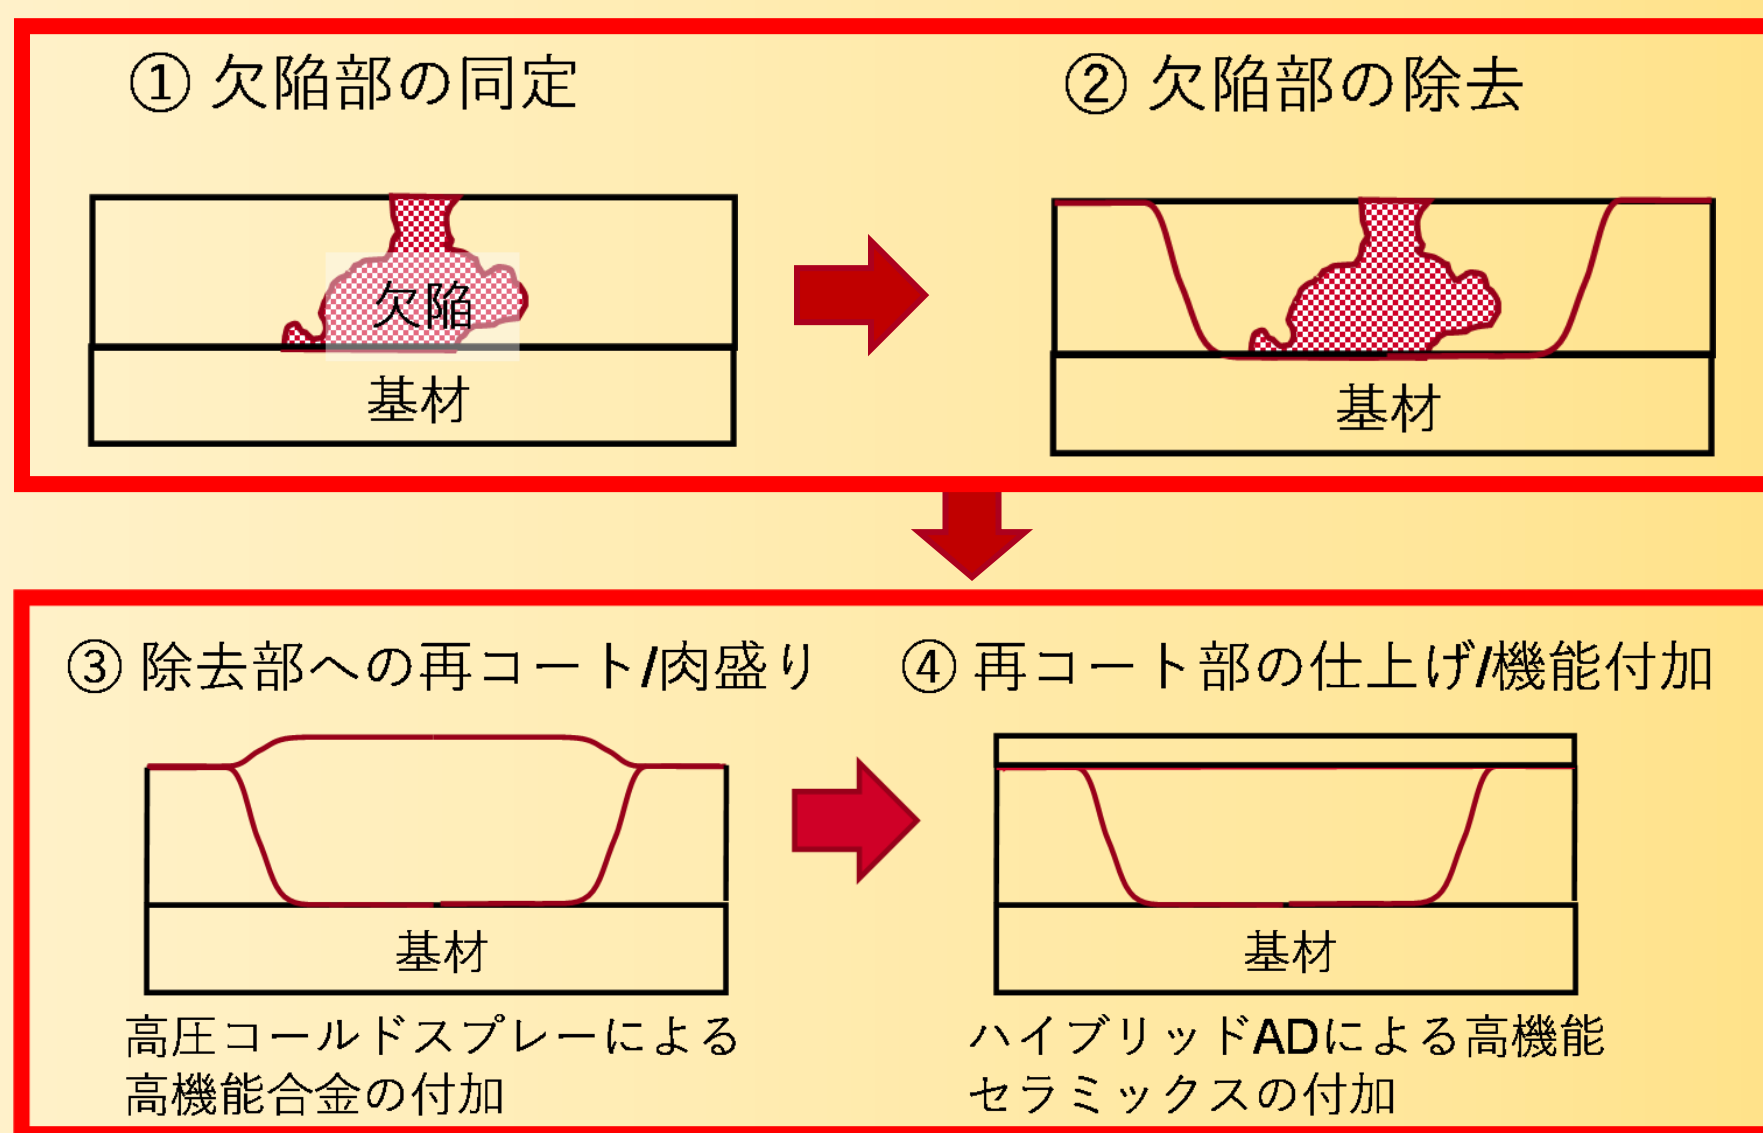 ① 欠陥部の同定
② 欠陥部の除去
欠陥
基材
基材
③ 除去部への再コート/肉盛り
④ 再コート部の仕上げ/機能付加
基材
基材
高圧コールドスプレーによる
高機能合金の付加
ハイブリッドADによる高機能
セラミックスの付加